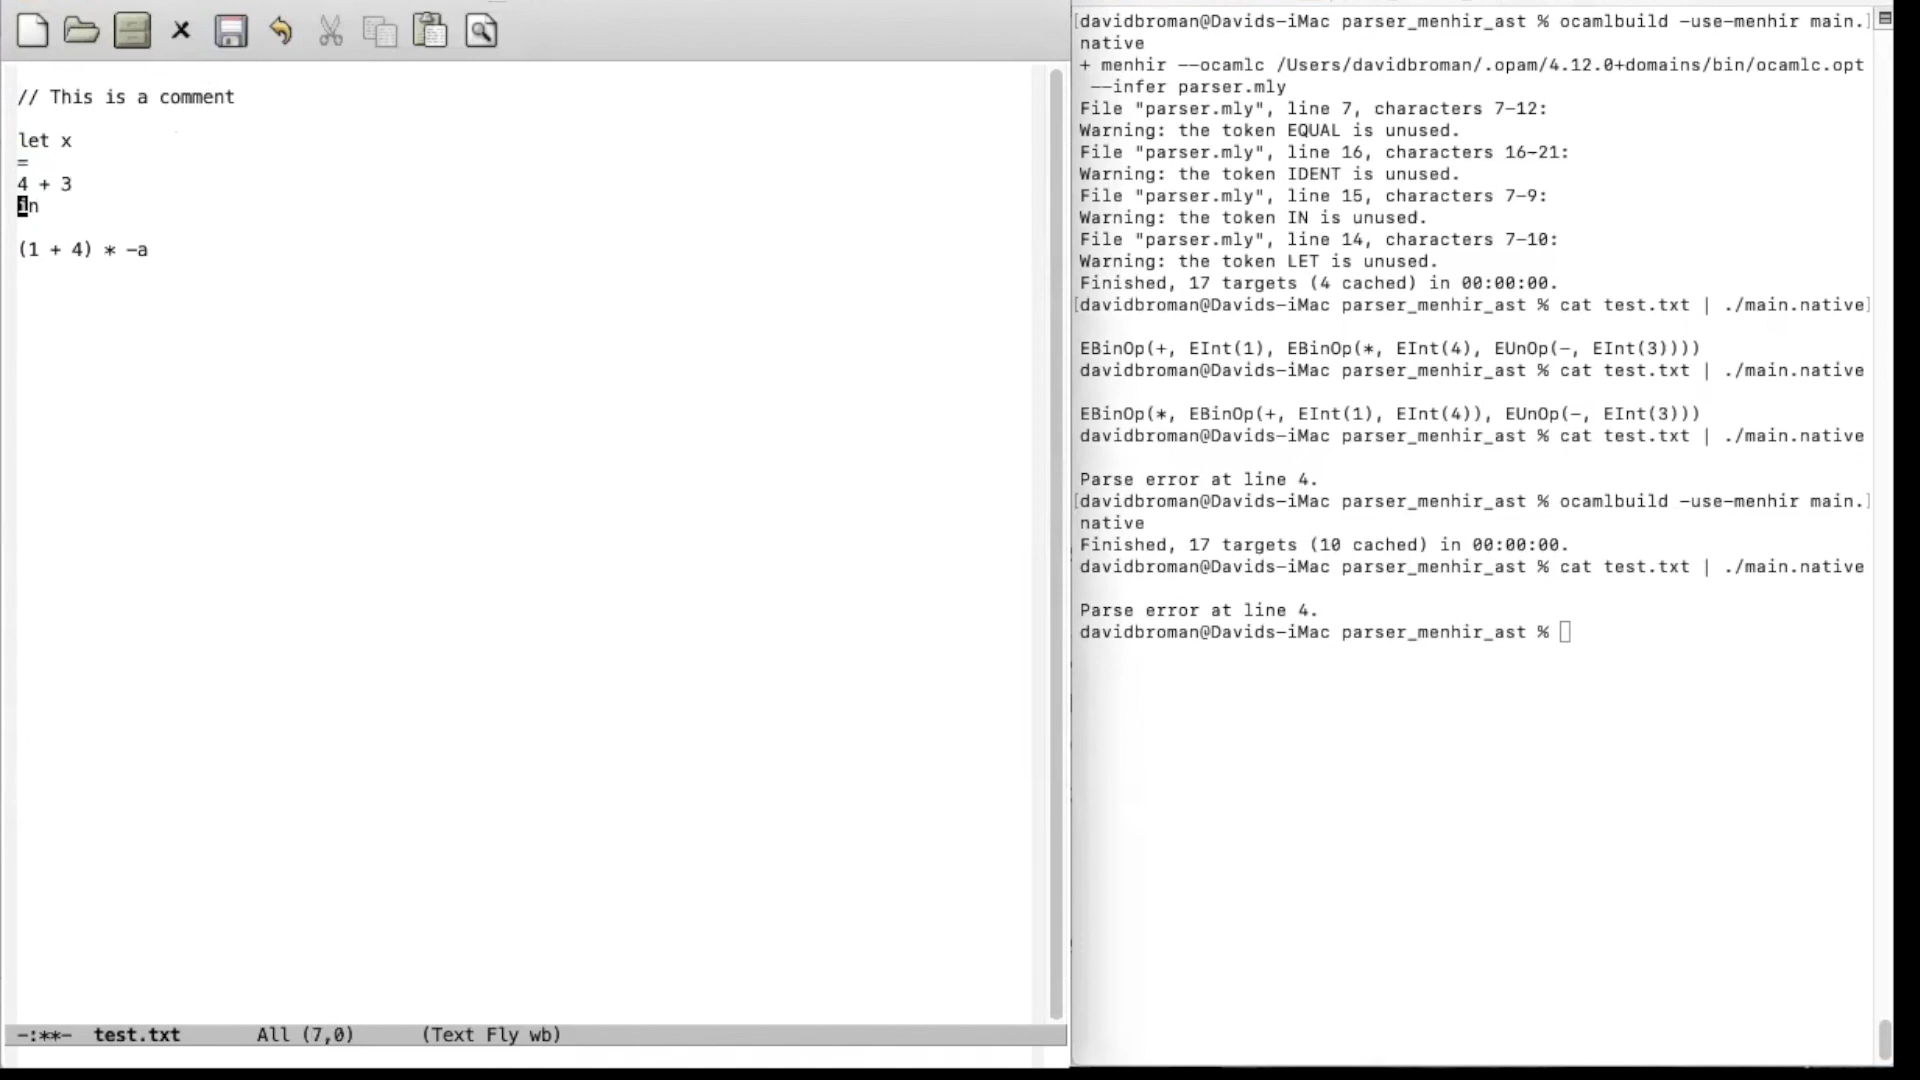 // This is a comment
let x
=
4 + 3
in
(1 + 4) * -a
-:**-  test.txt       All (7,0)      (Text Fly wb)
[davidbroman@Davids-iMac parser_menhir_ast % ocamlbuild -use-menhir main.]
native
+ menhir --ocamlc /Users/davidbroman/.opam/4.12.0+domains/bin/ocamlc.opt
 --infer parser.mly
File "parser.mly", line 7, characters 7-12:
Warning: the token EQUAL is unused.
File "parser.mly", line 16, characters 16-21:
Warning: the token IDENT is unused.
File "parser.mly", line 15, characters 7-9:
Warning: the token IN is unused.
File "parser.mly", line 14, characters 7-10:
Warning: the token LET is unused.
Finished, 17 targets (4 cached) in 00:00:00.
[davidbroman@Davids-iMac parser_menhir_ast % cat test.txt | ./main.native]
EBinOp(+, EInt(1), EBinOp(*, EInt(4), EUnOp(-, EInt(3))))
davidbroman@Davids-iMac parser_menhir_ast % cat test.txt | ./main.native
EBinOp(*, EBinOp(+, EInt(1), EInt(4)), EUnOp(-, EInt(3)))
davidbroman@Davids-iMac parser_menhir_ast % cat test.txt | ./main.native
Parse error at line 4.
[davidbroman@Davids-iMac parser_menhir_ast % ocamlbuild -use-menhir main.]
native
Finished, 17 targets (10 cached) in 00:00:00.
davidbroman@Davids-iMac parser_menhir_ast % cat test.txt | ./main.native
Parse error at line 4.
davidbroman@Davids-iMac parser_menhir_ast %